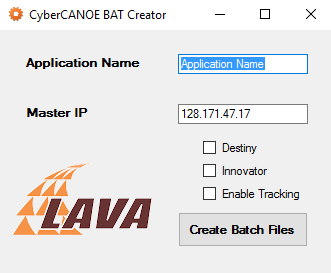 CyberCANOE BAT Creator
Application Name Application Name
Master IP 128.171.47.17
Destiny
Innovator
Enable Tracking
LAVA
Create Batch Files